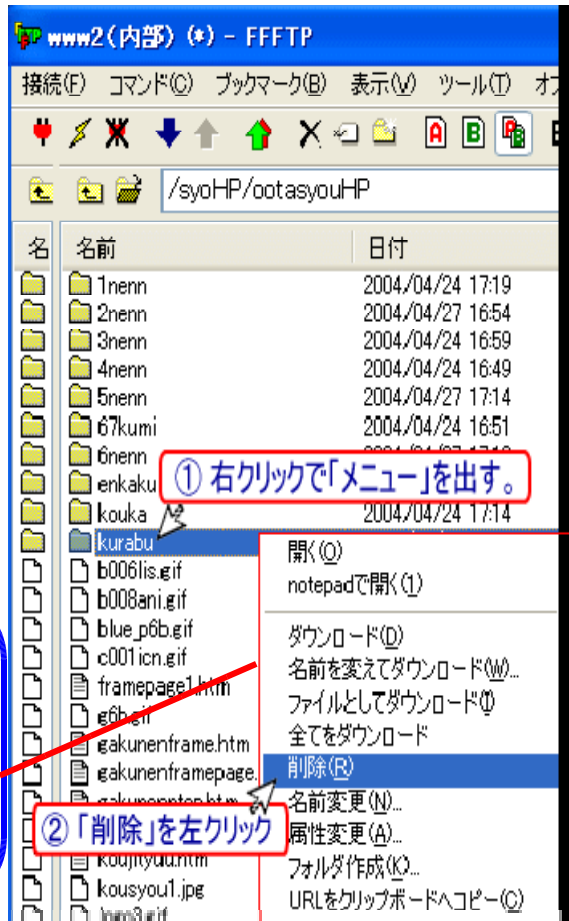 www2(内部) (*) - FFFTP
接続(F) コマンド(C) ブックマーク(B) 表示(V) ツール(T)
/syoHP/ootasyouHP
名 名前 日付
1nenn 2004/04/24 17:19
2nenn 2004/04/27 16:54
3nenn 2004/04/24 16:59
4nenn 2004/04/24 16:49
5nenn 2004/04/27 17:14
67kumi 2004/04/24 16:51
6nenn
enkaku
① 右クリックで「メニュー」を出す。
kouka 2004/04/24 17:14
kurabu
b006lis.gif
b008ani.gif
blue_p6b.gif
c001icn.gif
framepage1.htm
g6b.gif
gakunenframe.htm
gakunenframepage.
② 「削除」を左クリック
koujityuu.htm
kousyou1.jpg
logo3.gif
開く(O)
notepadで開く(1)
ダウンロード(D)
名前を変えてダウンロード(W)...
ファイルとしてダウンロード(I)
全てをダウンロード
削除(R)
名前変更(N)...
属性変更(A)...
フォルダ作成(K)...
URLをクリップボードへコピー(C)